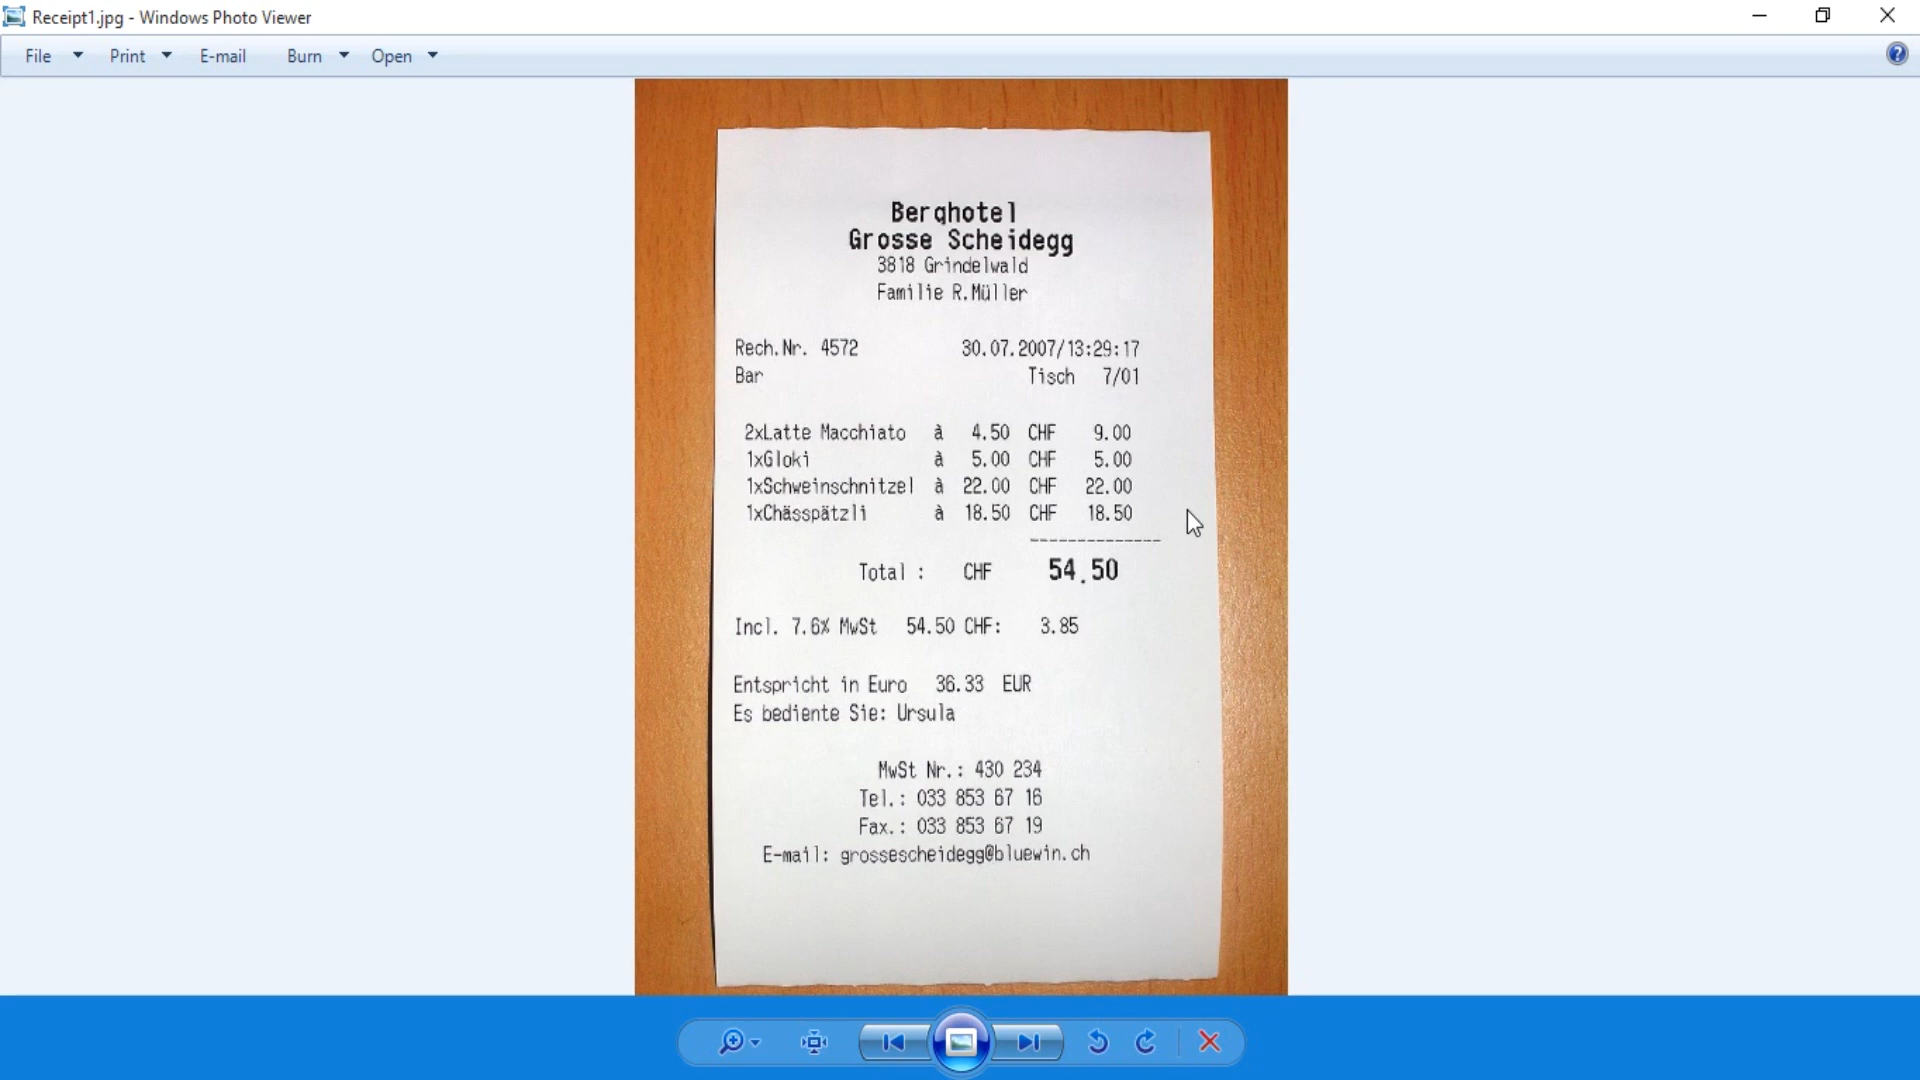 Receipt1.jpg - Windows Photo Viewer
File Print E-mail Burn Open
Berghotel
Grosse Scheidegg
3818 Grindelwald
Familie R.Müller
Rech.Nr. 4572 30.07.2007/13:29:17
Bar Tisch 7/01
2xLatte Macchiato à 4.50 CHF 9.00
1xGloki à 5.00 CHF 5.00
1xSchweinschnitzel à 22.00 CHF 22.00
1xChässpätzli à 18.50 CHF 18.50
Total : CHF 54.50
Incl. 7.6% MwSt 54.50 CHF: 3.85
Entspricht in Euro 36.33 EUR
Es bediente Sie: Ursula
MwSt Nr.: 430 234
Tel.: 033 853 67 16
Fax.: 033 853 67 19
E-mail: grossescheidegg@bluewin.ch